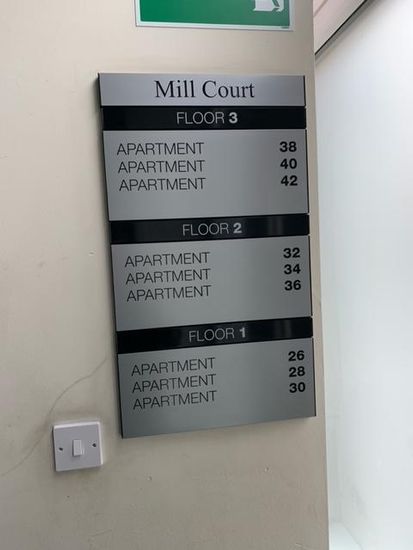 Mill Court
FLOOR 3
APARTMENT 38
APARTMENT 40
APARTMENT 42
FLOOR 2
APARTMENT 32
APARTMENT 34
APARTMENT 36
FLOOR 1
APARTMENT 26
APARTMENT 28
APARTMENT 30